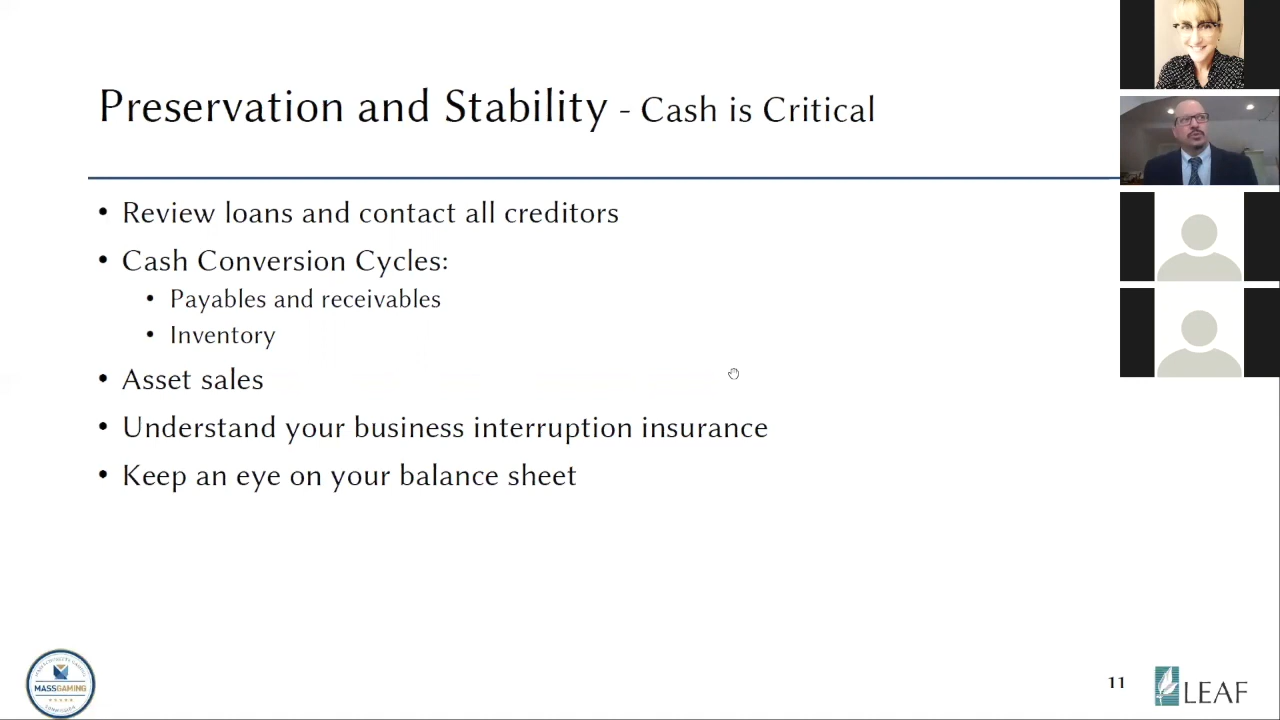 Preservation and Stability - Cash is Critical
• Review loans and contact all creditors
• Cash Conversion Cycles:
• Payables and receivables
• Inventory
• Asset sales
• Understand your business interruption insurance
• Keep an eye on your balance sheet
MASSGAMING
11
LEAF